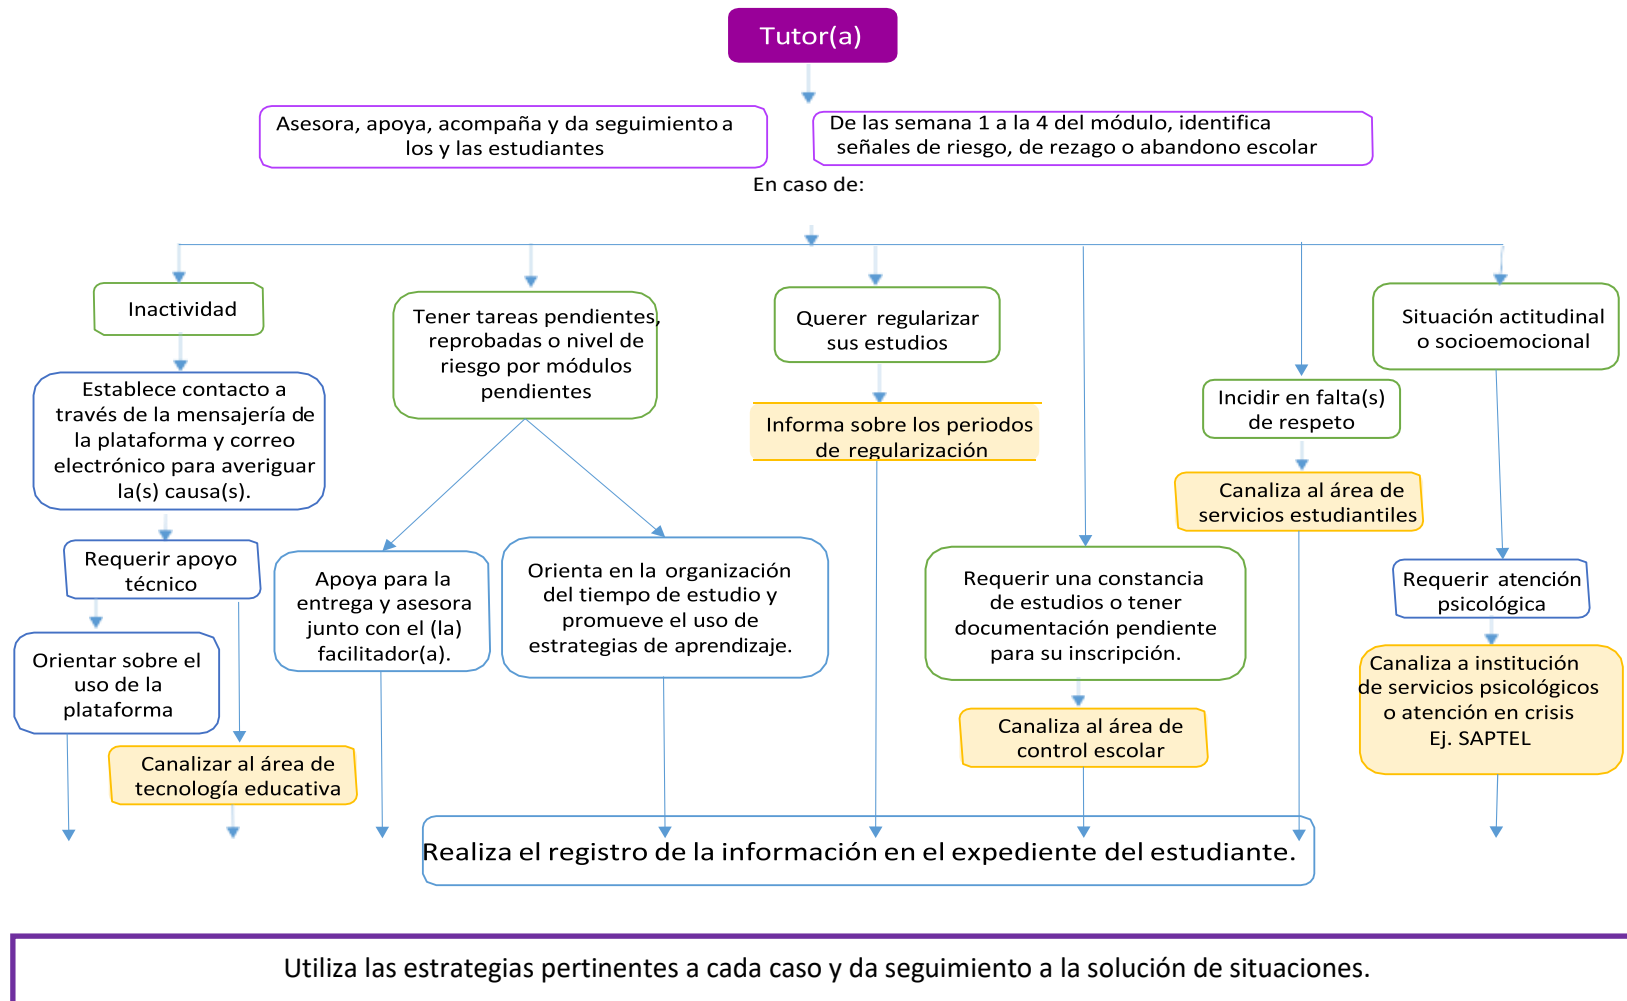 Tutor(a)
Asesora, apoya, acompaña y da seguimiento a
los y las estudiantes
De las semana 1 a la 4 del módulo, identifica
señales de riesgo, de rezago o abandono escolar
En caso de:
Inactividad
Establece contacto a
través de la mensajería de
la plataforma y correo
electrónico para averiguar
la(s) causa(s).
Requerir apoyo
técnico
Orientar sobre el
uso de la
plataforma
Canalizar al área de
tecnología educativa
Tener tareas pendientes,
reprobadas o nivel de
riesgo por módulos
pendientes
Apoya para la
entrega y asesora
junto con el (la)
facilitador(a).
Orienta en la organización
del tiempo de estudio y
promueve el uso de
estrategias de aprendizaje.
Querer regularizar
sus estudios
Informa sobre los periodos
de regularización
Requerir una constancia
de estudios o tener
documentación pendiente
para su inscripción.
Canaliza al área de
control escolar
Incidir en falta(s)
de respeto
Canaliza al área de
servicios estudiantiles
Situación actitudinal
o socioemocional
Requerir atención
psicológica
Canaliza a institución
de servicios psicológicos
o atención en crisis
Ej. SAPTEL
Realiza el registro de la información en el expediente del estudiante.
Utiliza las estrategias pertinentes a cada caso y da seguimiento a la solución de situaciones.